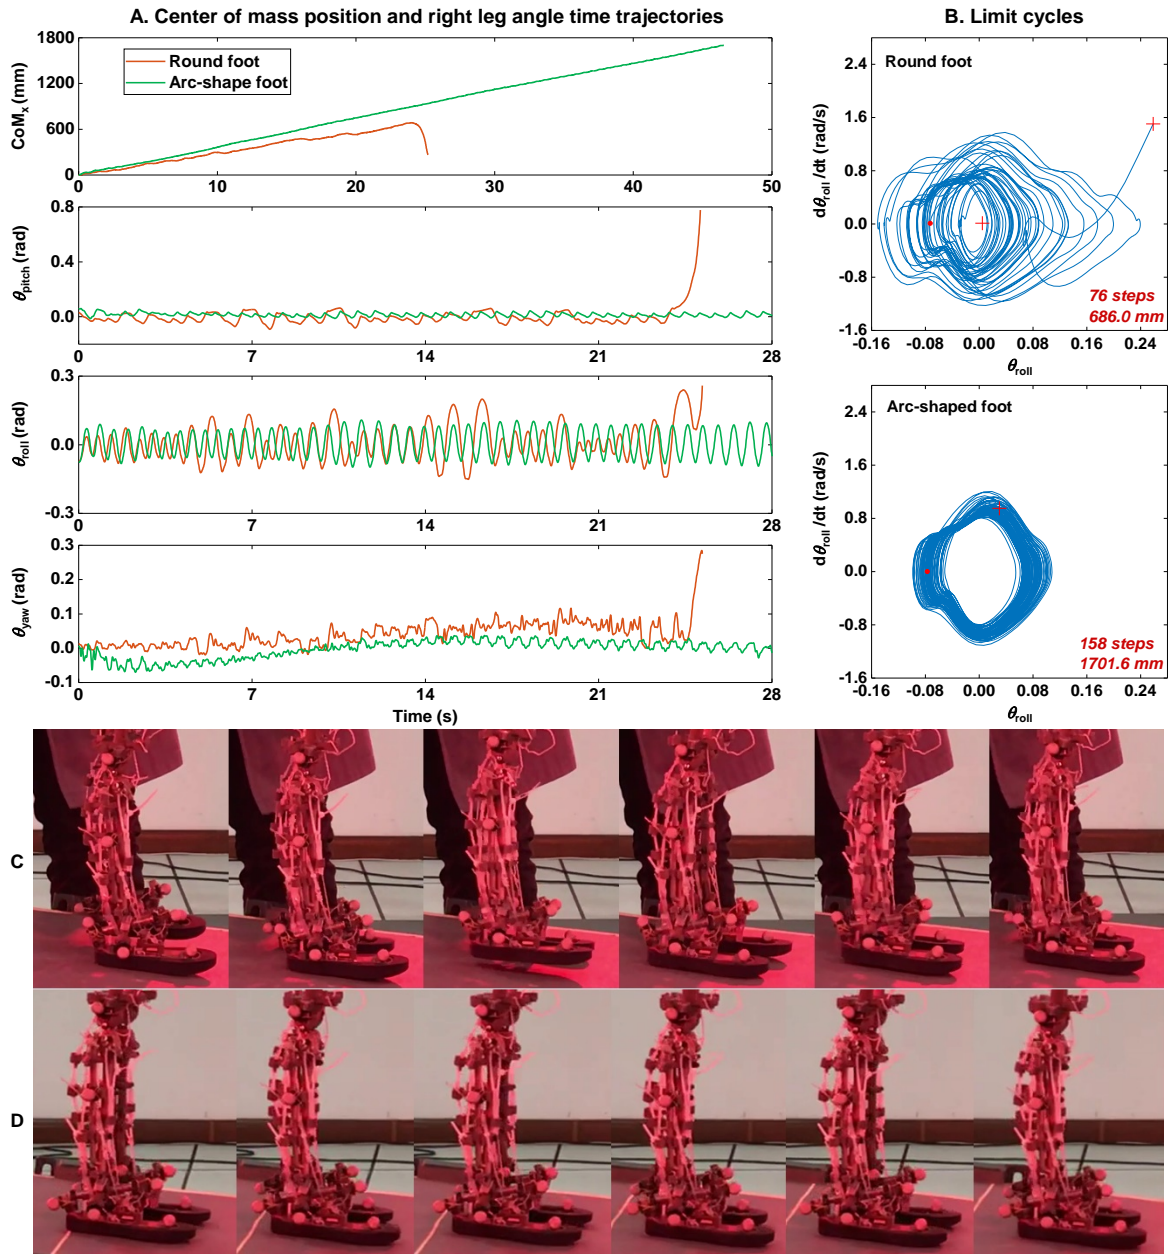 A. Center of mass position and right leg angle time trajectories
1800
1200
600
0
CoMx (mm)
Round foot
Arc-shape foot
0 10 20 30 40 50
0.8
0.4
0.0
θpitch (rad)
0 7 14 21 28
0.3
0.0
-0.3
θroll (rad)
0 7 14 21 28
0.3
0.2
0.1
0.0
-0.1
θyaw (rad)
0 7 14 21 28
Time (s)
B. Limit cycles
Round foot
2.4
1.6
0.8
0.0
-0.8
-1.6
dθroll/dt (rad/s)
76 steps
686.0 mm
-0.16 -0.08 0.00 0.08 0.16 0.24
θroll
Arc-shaped foot
2.4
1.6
0.8
0.0
-0.8
-1.6
dθroll/dt (rad/s)
158 steps
1701.6 mm
-0.16 -0.08 0.00 0.08 0.16 0.24
θroll
C
D